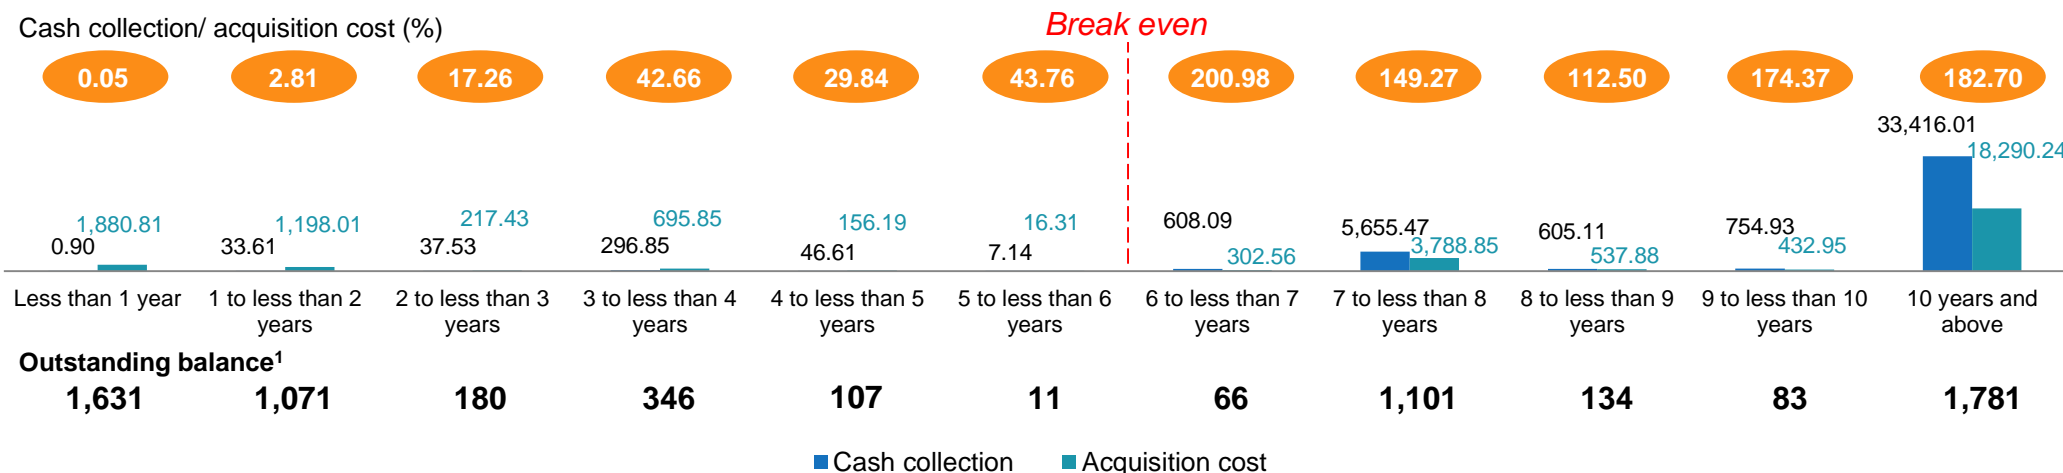 Break even
Cash collection/ acquisition cost (%)
0.05 2.81 17.26 42.66 29.84 43.76 200.98 149.27 112.50 174.37 182.70
33,416.01
18,290.24
1,880.81 1,198.01 217.43 695.85 156.19 16.31 608.09 5,655.47 605.11 754.93
0.90 33.61 37.53 296.85 46.61 7.14 302.56 3,788.85 537.88 432.95
Less than 1 year 1 to less than 2 2 to less than 3 3 to less than 4 4 to less than 5 5 to less than 6 6 to less than 7 7 to less than 8 8 to less than 9 9 to less than 10 10 years and
years years years years years years years years years above
Outstanding balance¹
1,631 1,071 180 346 107 11 66 1,101 134 83 1,781
Cash collection Acquisition cost